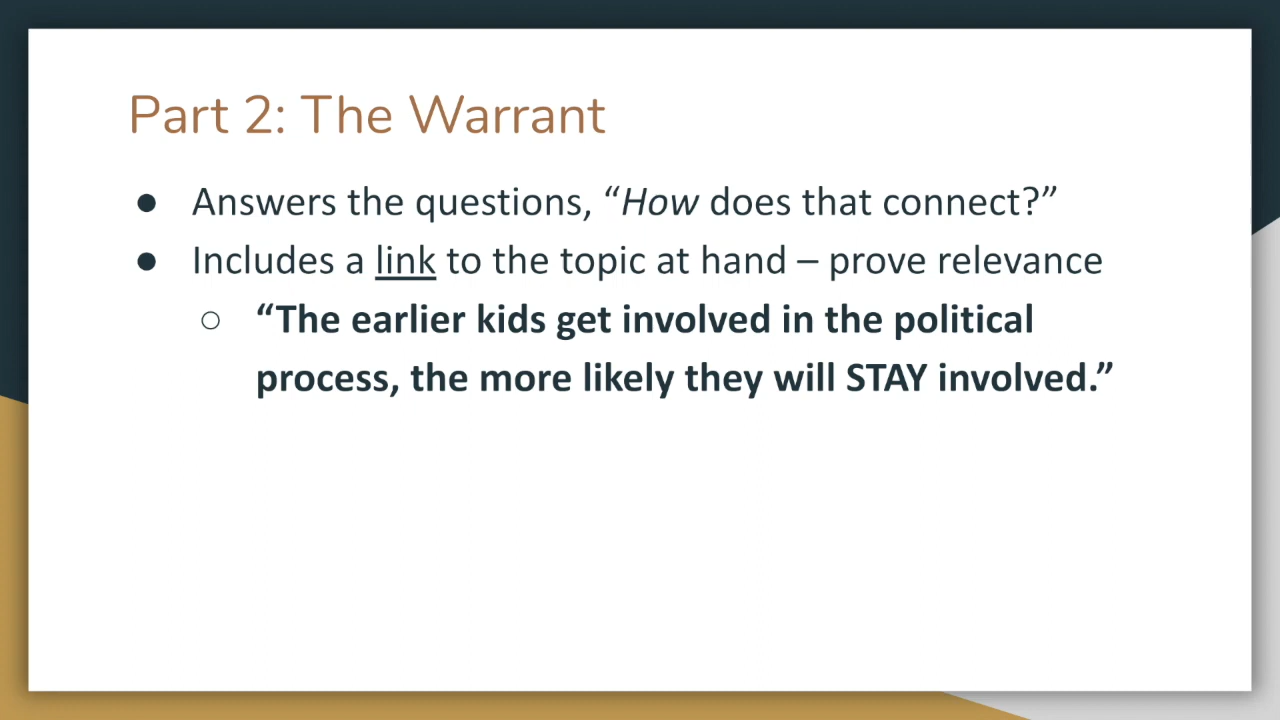 Part 2: The Warrant
● Answers the questions, “How does that connect?”
● Includes a link to the topic at hand – prove relevance
○ “The earlier kids get involved in the political
process, the more likely they will STAY involved.”